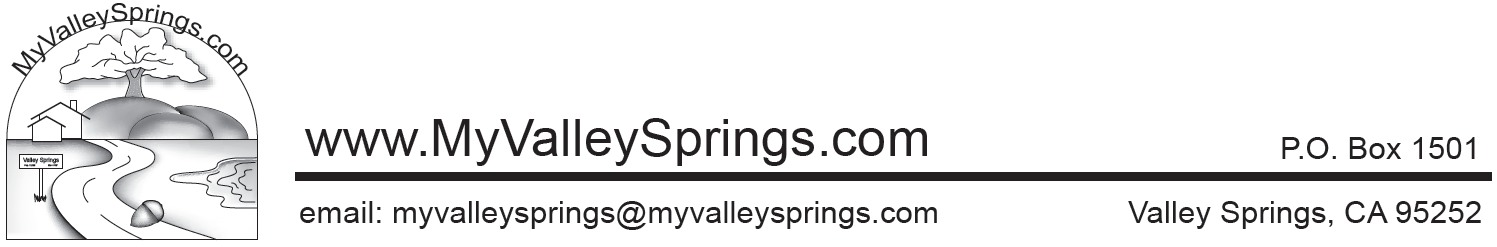 MyValleySprings.com
Valley Springs
www.MyValleySprings.com
P.O. Box 1501
email: myvalleysprings@myvalleysprings.com
Valley Springs, CA 95252